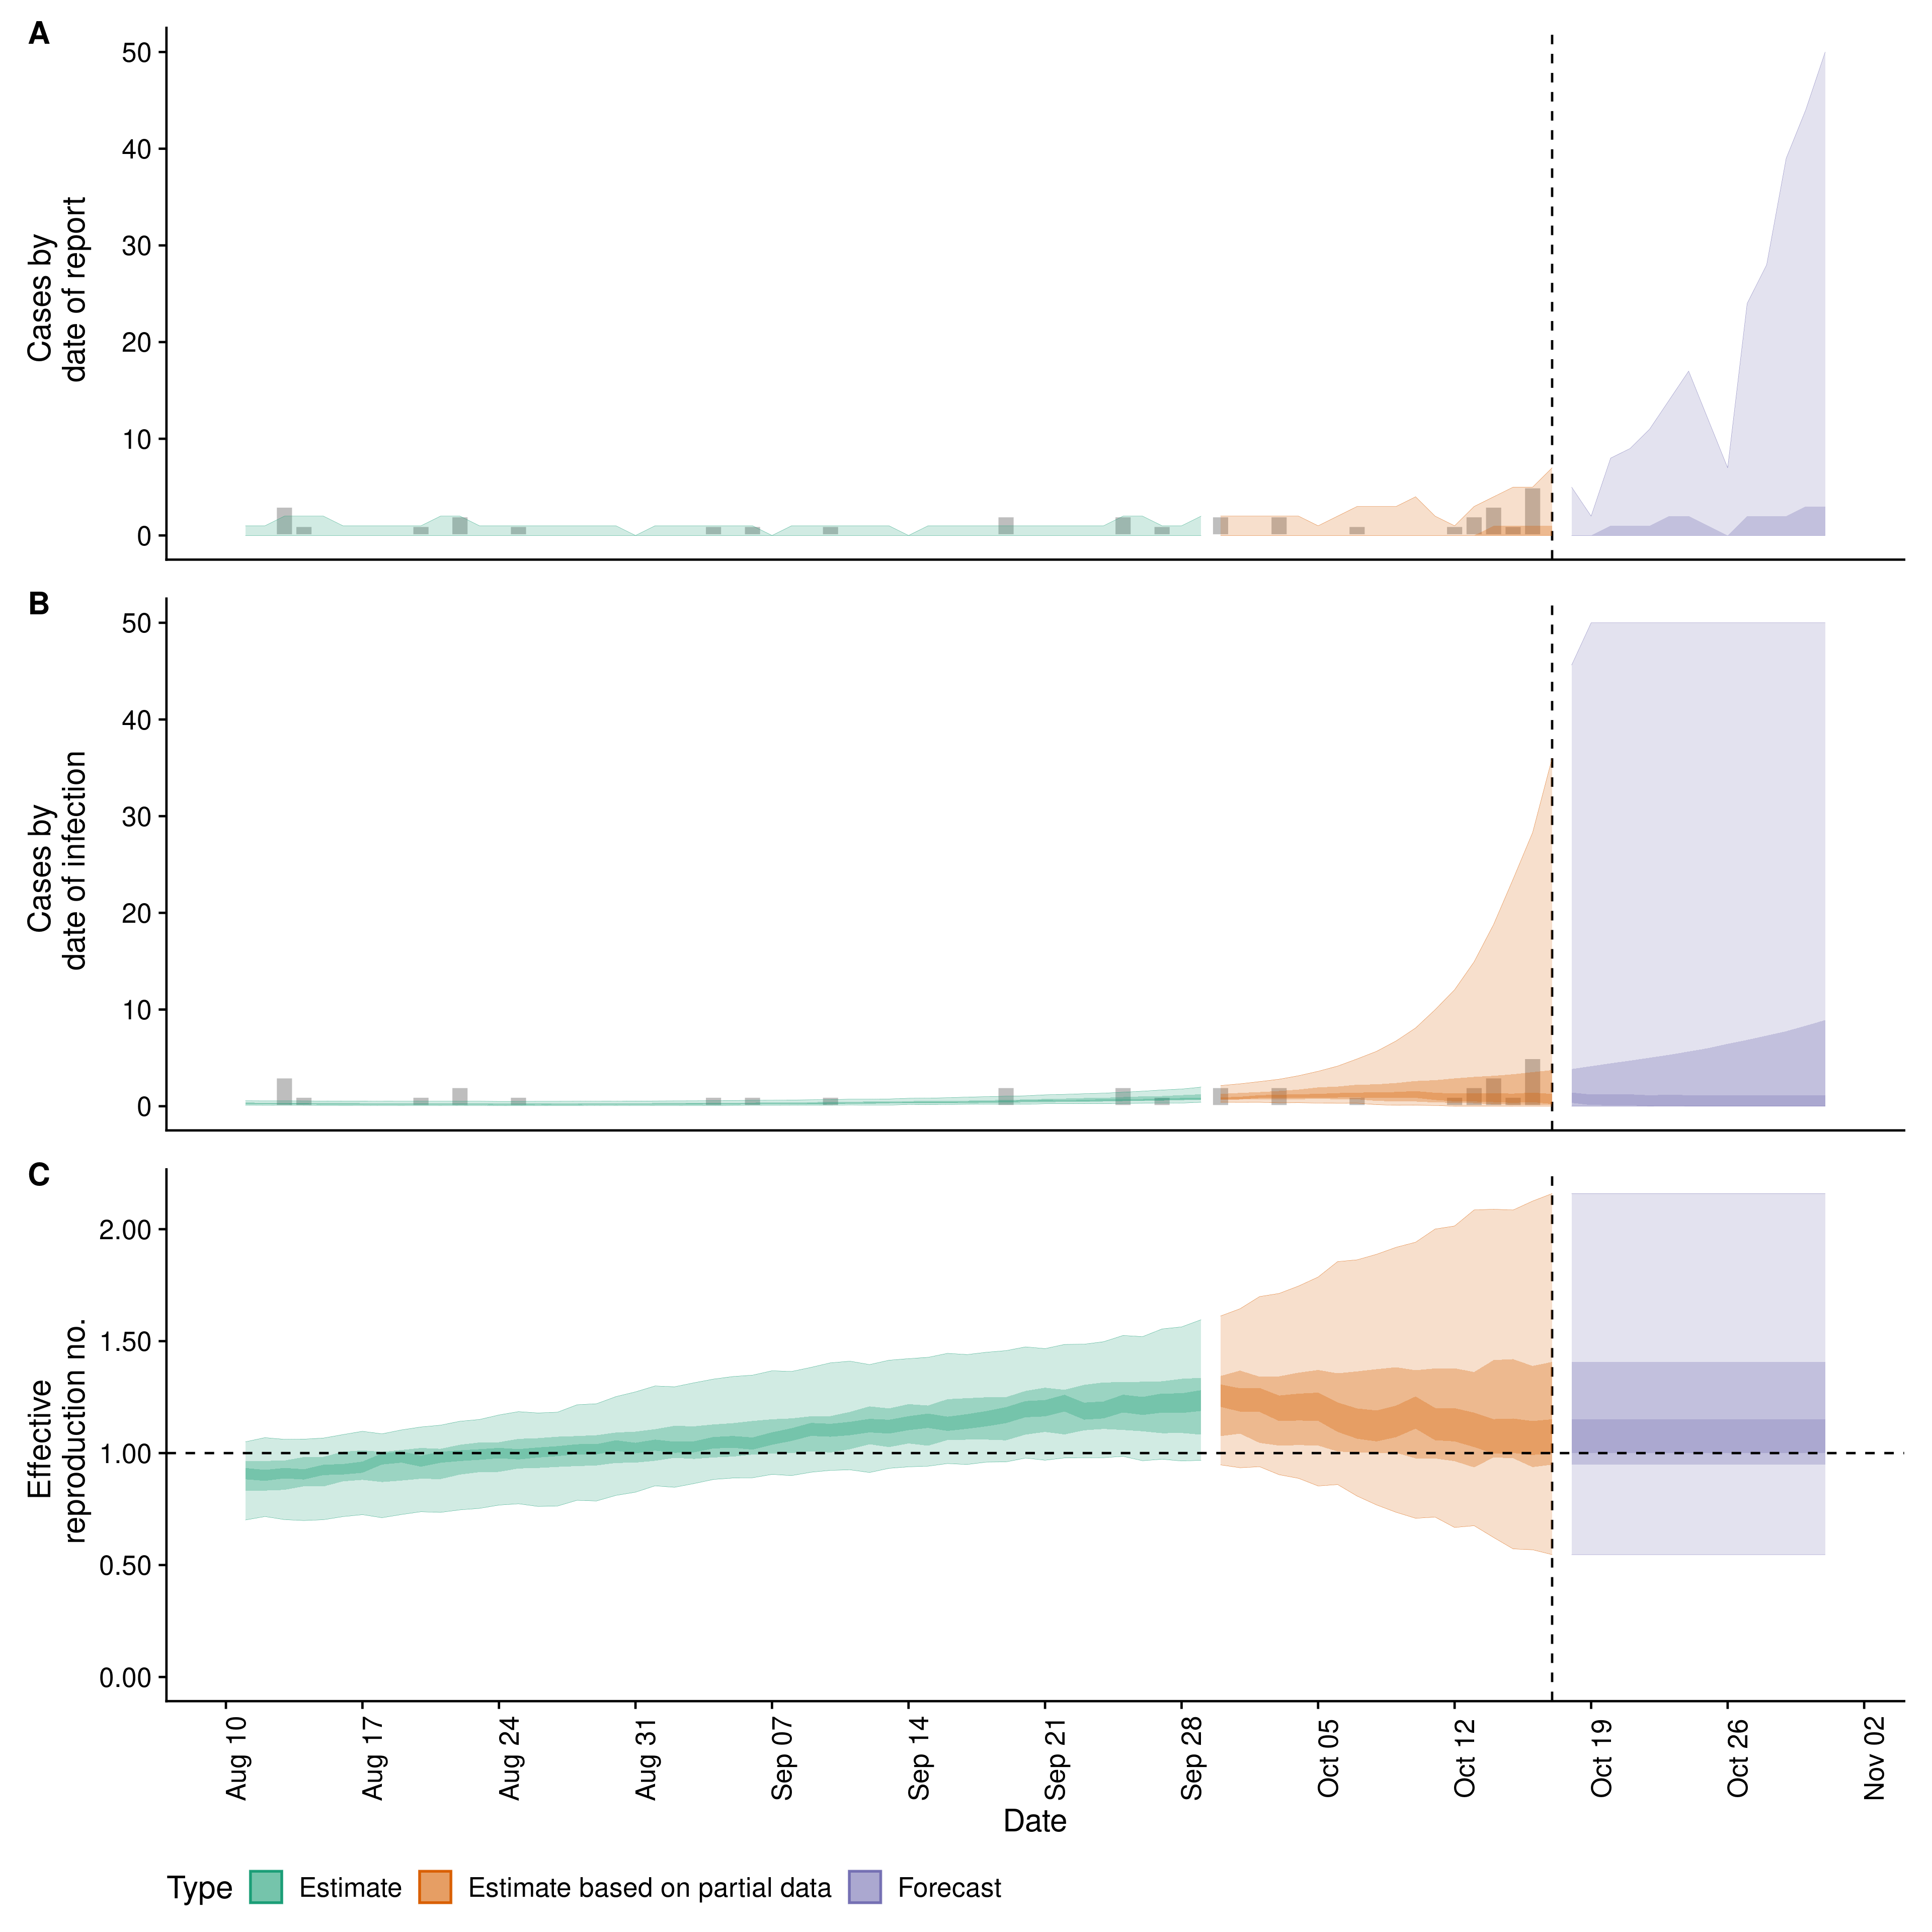 A
50
40
30
20
10
0
Cases by
date of report
B
50
40
30
20
10
0
Cases by
date of infection
C
2.00
1.50
1.00
0.50
0.00
Effective
reproduction no.
Aug 10
Aug 17
Aug 24
Aug 31
Sep 07
Sep 14
Sep 21
Sep 28
Oct 05
Oct 12
Oct 19
Oct 26
Nov 02
Date
Type Estimate Estimate based on partial data Forecast